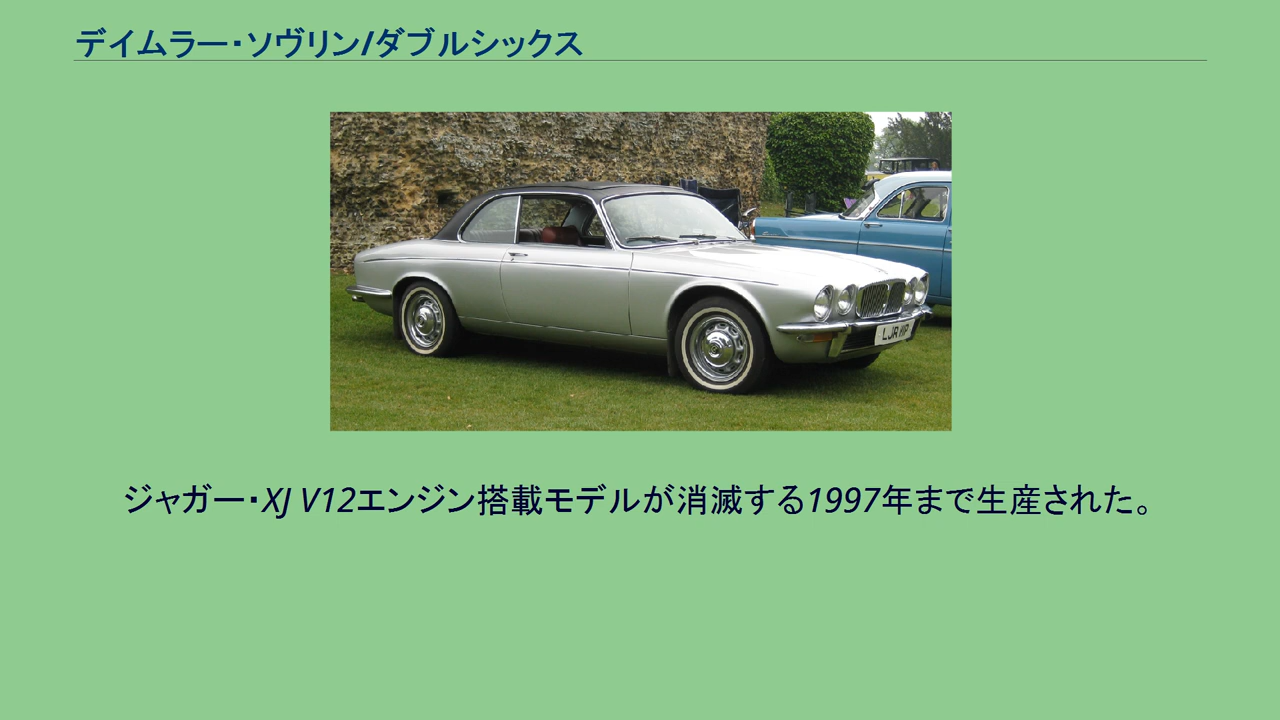 デイムラー・ソヴリン/ダブルシックス
ジャガー・XJ V12エンジン搭載モデルが消滅する1997年まで生産された。